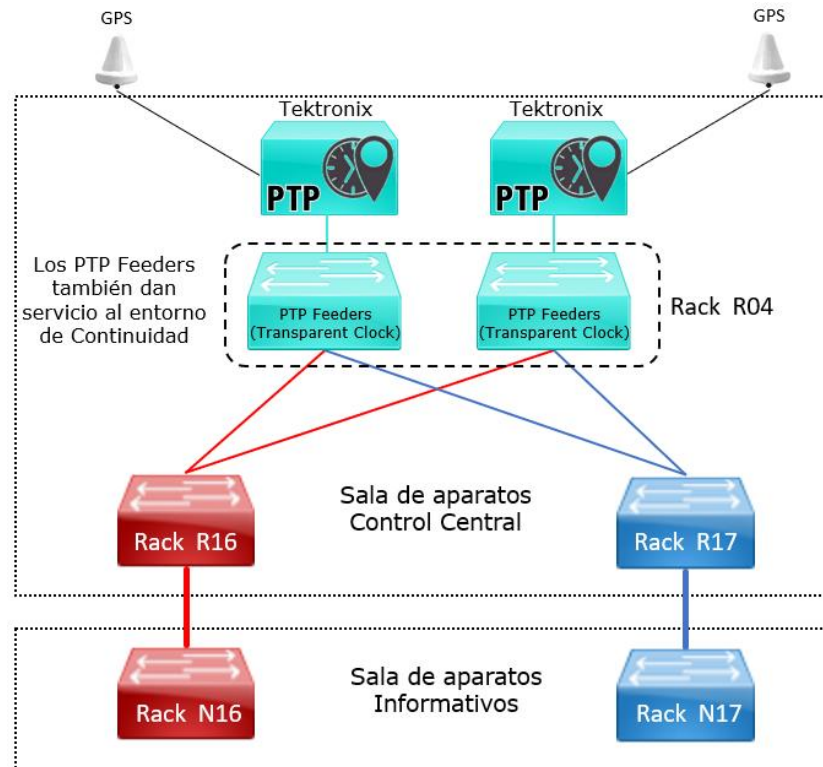 GPS
GPS
Tektronix
Tektronix
PTP
PTP
Los PTP Feeders
también dan
servicio al entorno
de Continuidad
PTP Feeders
(Transparent Clock)
PTP Feeders
(Transparent Clock)
Rack R04
Sala de aparatos
Control Central
Rack R16
Rack R17
Sala de aparatos
Informativos
Rack N16
Rack N17